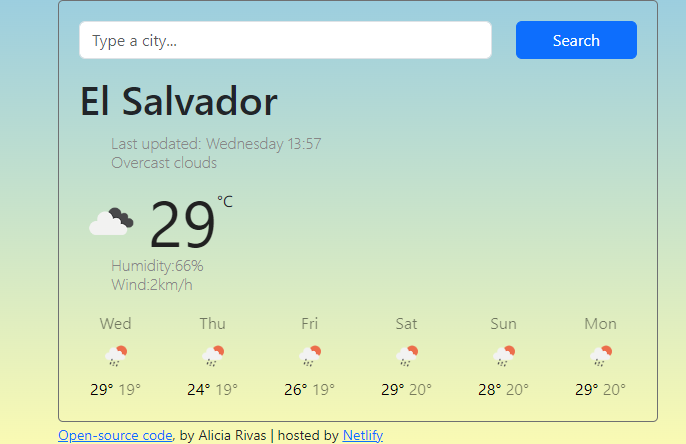 Type a city...
Search
El Salvador
Last updated: Wednesday 13:57
Overcast clouds
29 °C
Humidity:66%
Wind:2km/h
Wed Thu Fri Sat Sun Mon
29° 19° 24° 19° 26° 19° 29° 20° 28° 20° 29° 20°
Open-source code, by Alicia Rivas | hosted by Netlify